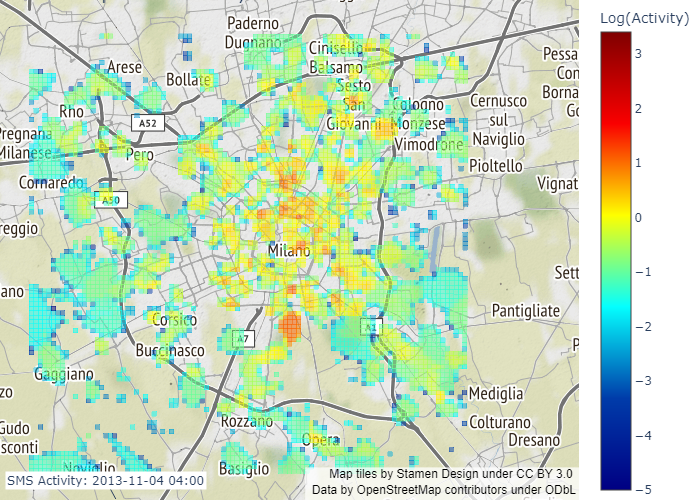 Log(Activity)
3
2
1
0
−1
−2
−3
−4
−5
Paderno
Dugnano
Cinisello
Balsamo
Arese
Bollate
Sesto
San
Giovanni
Cologno
Monzese
Cernusco
sul
Naviglio
Pessa
Con
Borna
Go
Rho
A52
Pregnana
Milanese
Pero
Vimodrone
Pioltello
Cornaredo
A50
Vignat
reggio
Milano
Sett
ano
Pantigliate
Corsico
A7
A1
Buccinasco
P
Gaggiano
zo
Mediglia
Rozzano
Colturano
Gudo
sconti
Opera
Dresano
Noviglio
Basiglio
SMS Activity: 2013-11-04 04:00
Map tiles by Stamen Design under CC BY 3.0
Data by OpenStreetMap contributors under ODbL